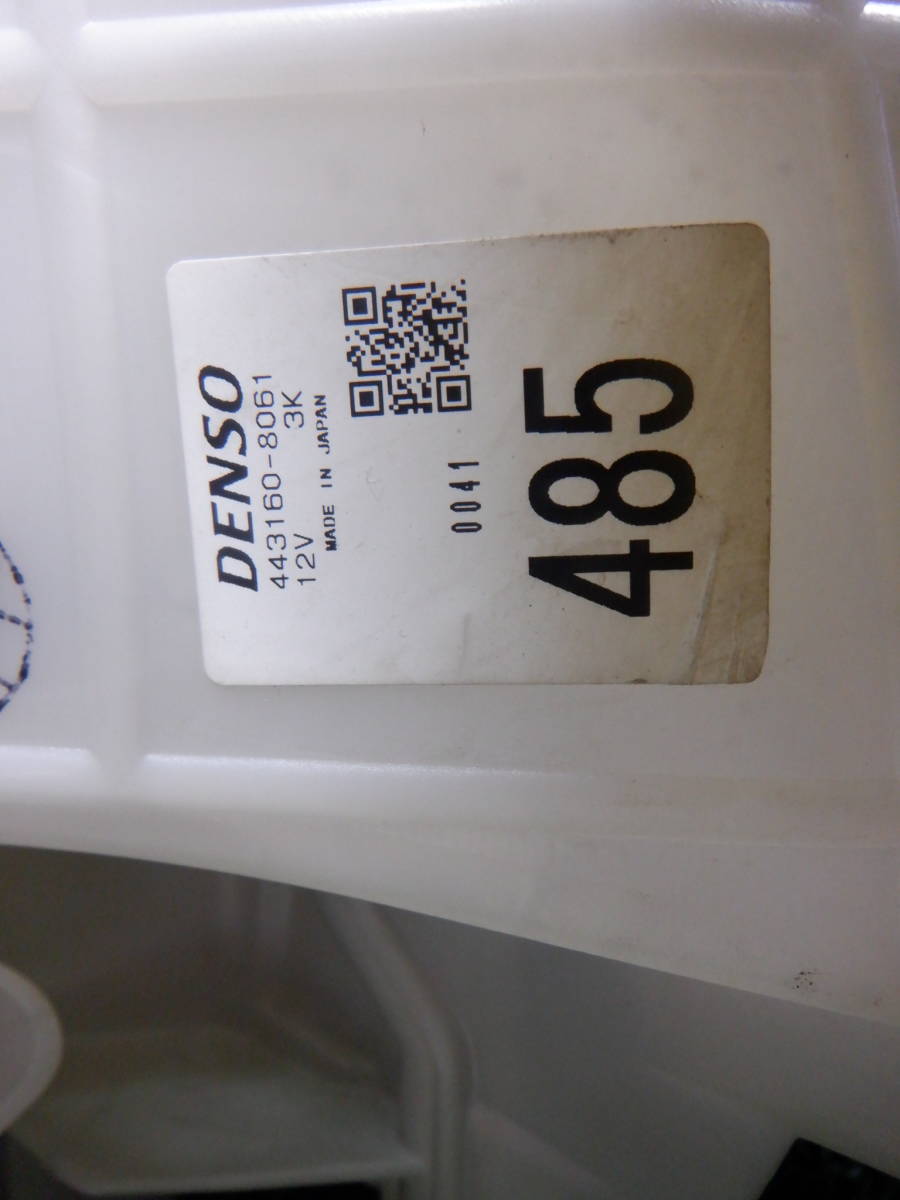 DENSO
443160-8061
12V 3K
MADE IN JAPAN
0041
485